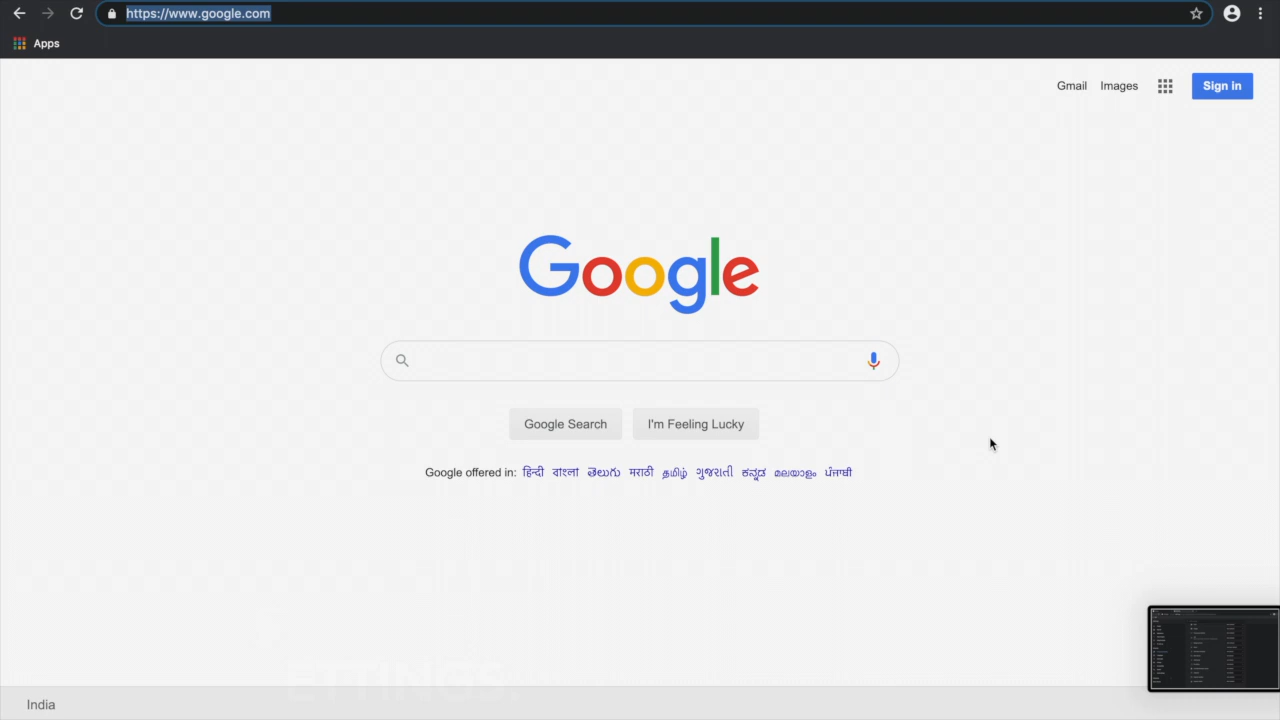 https://www.google.com
Apps
Gmail Images Sign in
Google
Google Search I'm Feeling Lucky
Google offered in: हिन्दी বাংলা తెలుగు मराठी தமிழ் ગુજરાતી ಕನ್ನಡ മലയാളം ਪੰਜਾਬੀ
India